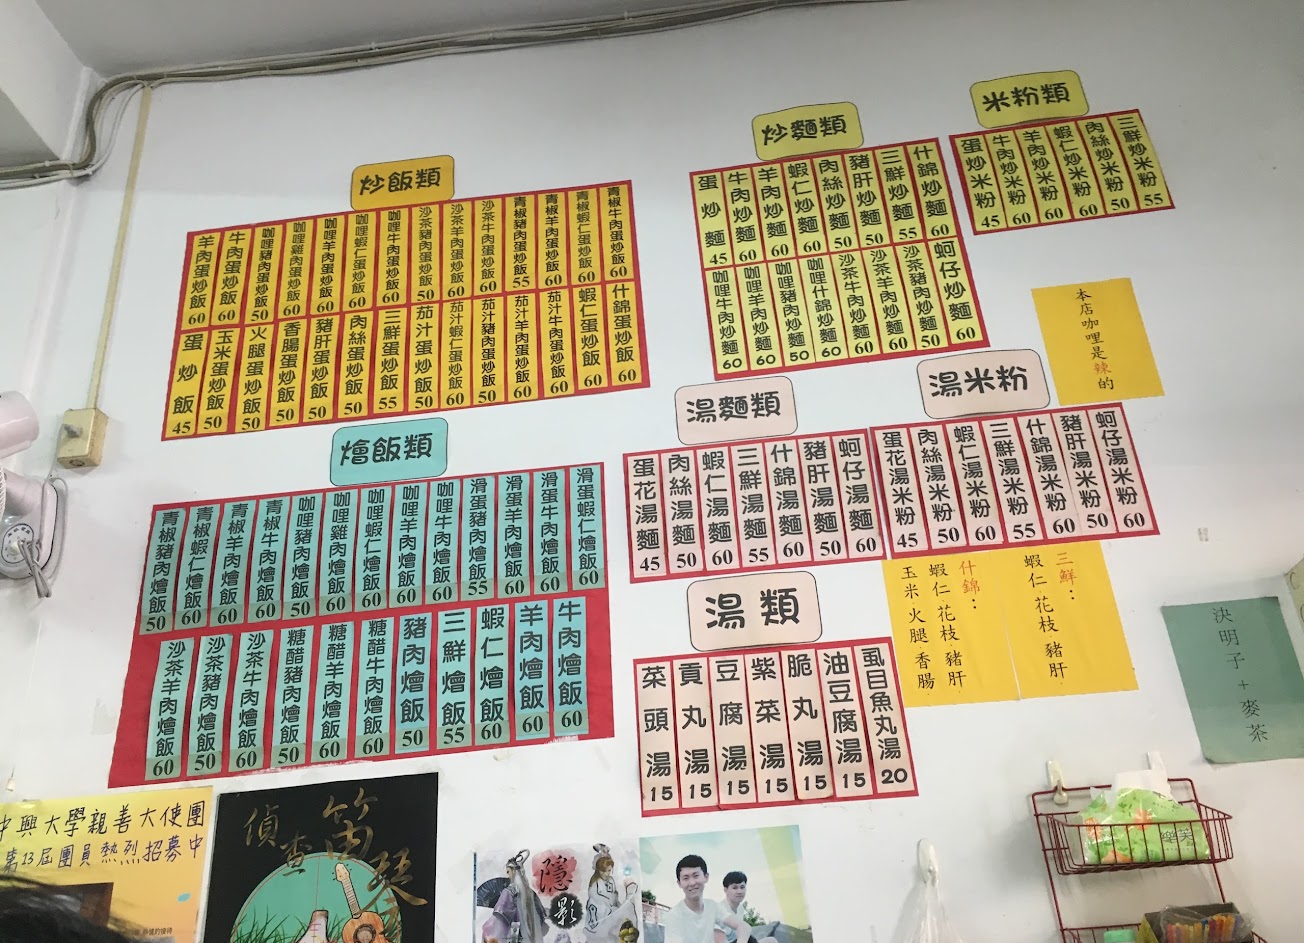 炒飯類
羊肉蛋炒飯 60
牛肉蛋炒飯 60
咖哩豬肉蛋炒飯 50
咖哩雞肉蛋炒飯 60
咖哩羊肉蛋炒飯 60
咖哩蝦仁蛋炒飯 60
咖哩牛肉蛋炒飯 60
沙茶豬肉蛋炒飯 50
沙茶羊肉蛋炒飯 60
沙茶牛肉蛋炒飯 60
青椒豬肉蛋炒飯 55
青椒羊肉蛋炒飯 60
青椒蝦仁蛋炒飯 60
青椒牛肉蛋炒飯 60
蛋炒飯 45
玉米蛋炒飯 50
火腿蛋炒飯 50
香腸蛋炒飯 50
豬肝蛋炒飯 50
肉絲蛋炒飯 50
三鮮蛋炒飯 55
茄汁蛋炒飯 50
茄汁蝦仁蛋炒飯 60
茄汁豬肉蛋炒飯
茄汁羊肉蛋炒飯 60
茄汁牛肉蛋炒飯 60
蝦仁蛋炒飯 60
什錦蛋炒飯 60
炒麵類
蛋炒麵 45
牛肉炒麵 60
羊肉炒麵 60
蝦仁炒麵 60
肉絲炒麵 50
豬肝炒麵 50
三鮮炒麵 55
什錦炒麵 60
咖哩牛肉炒麵 60
咖哩羊肉炒麵 60
咖哩豬肉炒麵 50
咖哩什錦炒麵 60
沙茶牛肉炒麵 60
沙茶羊肉炒麵 60
沙茶豬肉炒麵 50
蚵仔炒麵 60
米粉類
蛋炒米粉 45
牛肉炒米粉 60
羊肉炒米粉 60
蝦仁炒米粉 60
肉絲炒米粉 50
三鮮炒米粉 55
本店咖哩是辣的
燴飯類
青椒豬肉燴飯 50
青椒蝦仁燴飯 60
青椒羊肉燴飯 60
青椒牛肉燴飯 60
咖哩豬肉燴飯 50
咖哩雞肉燴飯 60
咖哩蝦仁燴飯 60
咖哩羊肉燴飯 60
咖哩牛肉燴飯 60
滑蛋豬肉燴飯 55
滑蛋羊肉燴飯 60
滑蛋牛肉燴飯 60
滑蛋蝦仁燴飯 60
沙茶羊肉燴飯 60
沙茶豬肉燴飯 50
沙茶牛肉燴飯 60
糖醋豬肉燴飯 50
糖醋羊肉燴飯 60
糖醋牛肉燴飯 60
豬肉燴飯 50
三鮮燴飯 55
蝦仁燴飯 60
羊肉燴飯 60
牛肉燴飯 60
湯麵類
蛋花湯麵 45
肉絲湯麵 50
蝦仁湯麵 60
三鮮湯麵 55
什錦湯麵 60
豬肝湯麵 50
蚵仔湯麵 60
湯米粉
蛋花湯米粉 45
肉絲湯米粉 50
蝦仁湯米粉 60
三鮮湯米粉 55
什錦湯米粉 60
豬肝湯米粉 50
蚵仔湯米粉 60
湯類
菜頭湯 15
貢丸湯 15
豆腐湯 15
紫菜湯 15
脆丸湯 15
油豆腐湯 15
虱目魚丸湯 20
三鮮：
蝦仁.花枝.豬肝.
什錦：
蝦仁.花枝.豬肝.
玉米.火腿.香腸.
決明子+麥茶
中興大學親善大使團
第13屆團員熱烈招募中
偵查
笛琴
隱影